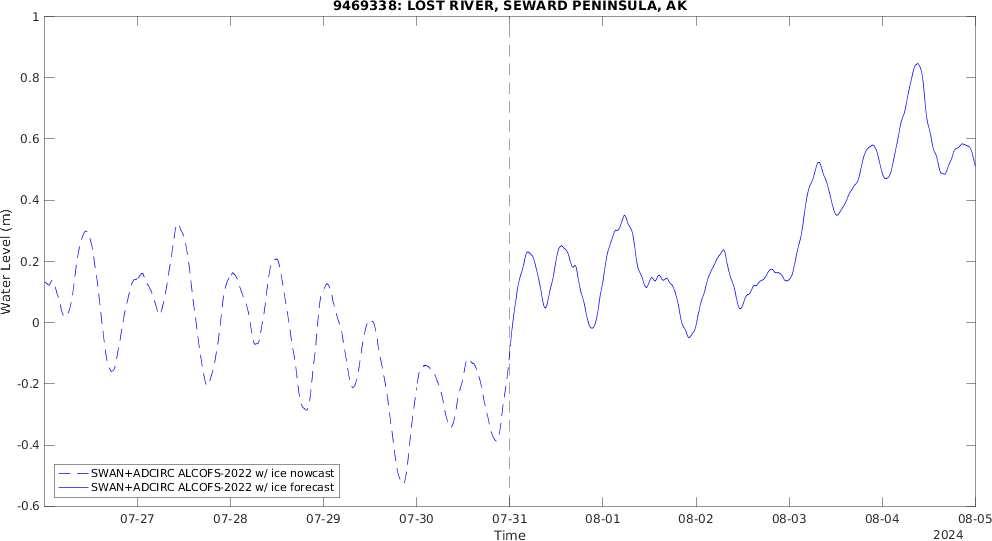 9469338: LOST RIVER, SEWARD PENINSULA, AK
1
0.8
0.6
0.4
0.2
0
-0.2
-0.4
-0.6
Water Level (m)
SWAN+ADCIRC ALCOFS-2022 w/ ice nowcast
SWAN+ADCIRC ALCOFS-2022 w/ ice forecast
07-27 07-28 07-29 07-30 07-31 08-01 08-02 08-03 08-04 08-05
Time
2024